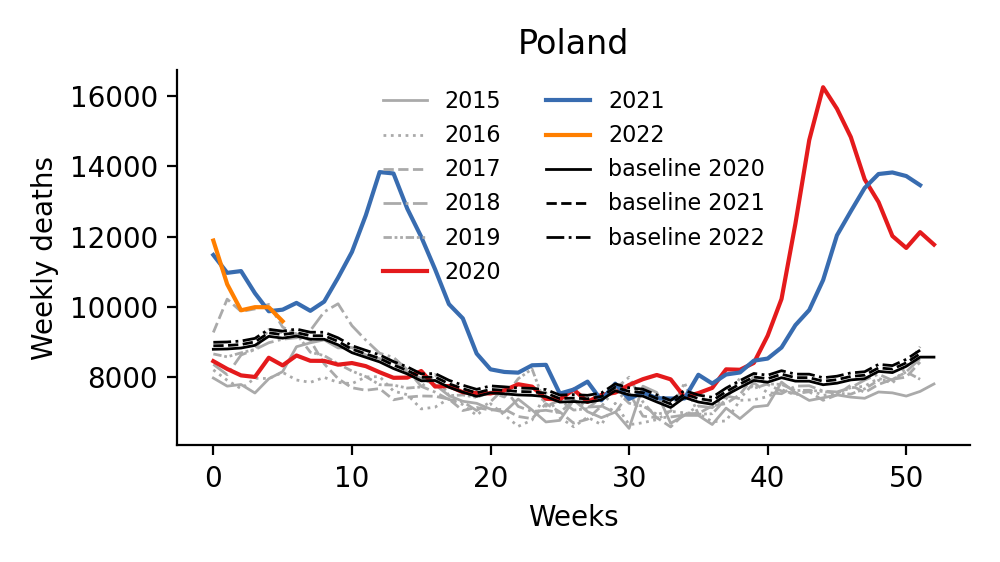 Poland
Weekly deaths
16000
14000
12000
10000
8000
2015
2016
2017
2018
2019
2020
2021
2022
baseline 2020
baseline 2021
baseline 2022
0 10 20 30 40 50
Weeks